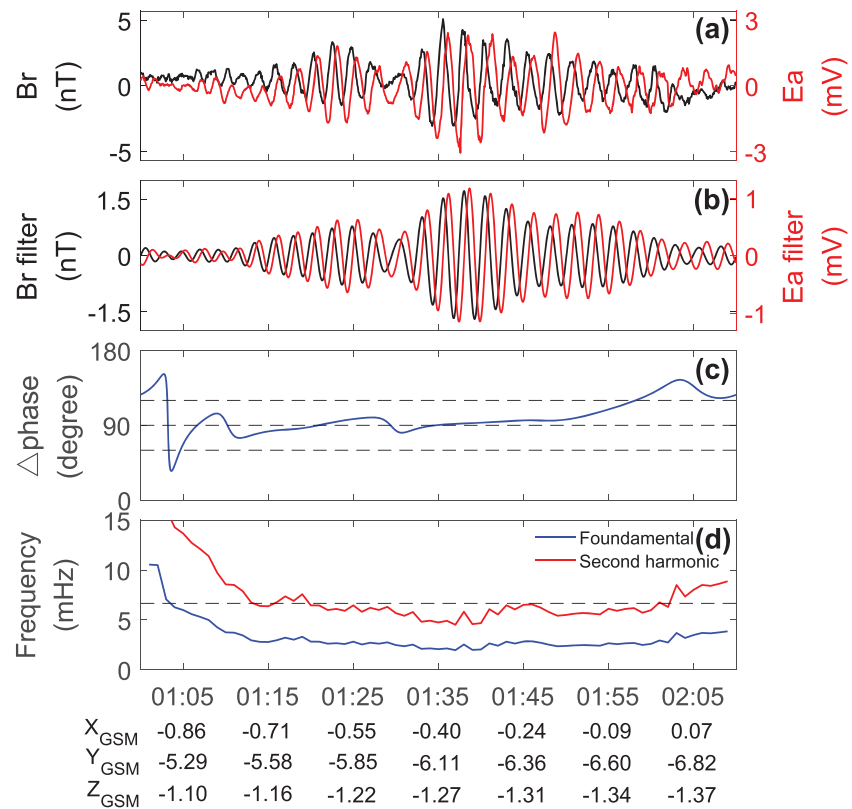 (a)
Br
(nT)
5
0
-5
3
0
-3
Ea
(mV)
(b)
Br filter
(nT)
1.5
0
-1.5
1
0
-1
Ea filter
(mV)
(c)
△phase
(degree)
180
90
0
(d)
Frequency
(mHz)
15
10
5
0
Foundamental
Second harmonic
01:05 01:15 01:25 01:35 01:45 01:55 02:05
XGSM -0.86 -0.71 -0.55 -0.40 -0.24 -0.09 0.07
YGSM -5.29 -5.58 -5.85 -6.11 -6.36 -6.60 -6.82
ZGSM -1.10 -1.16 -1.22 -1.27 -1.31 -1.34 -1.37